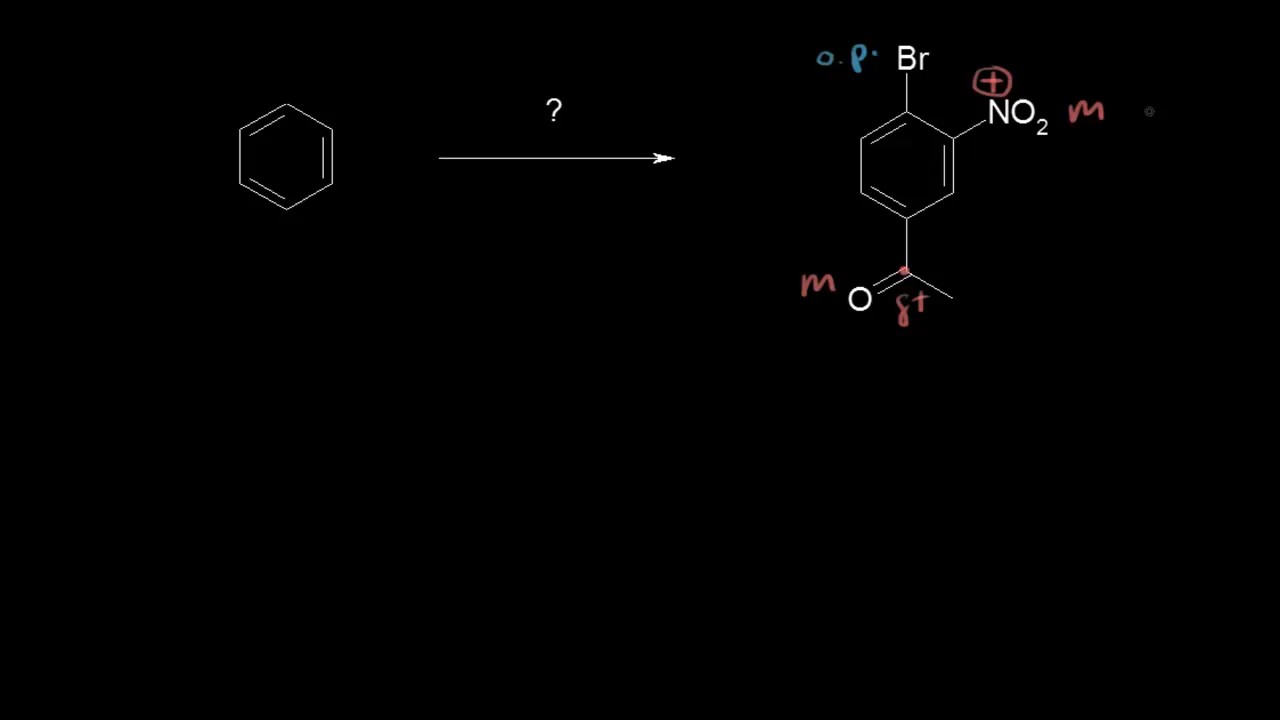 o.p. Br
+
? NO2 m
m O δ+